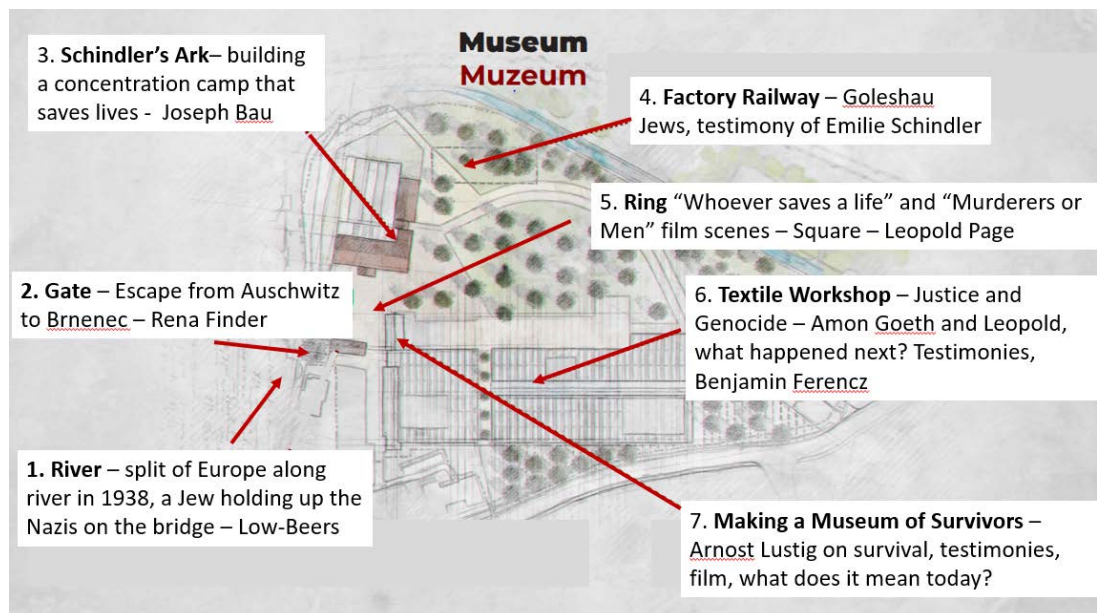 Museum
Muzeum
3. Schindler's Ark– building
a concentration camp that
saves lives - Joseph Bau
4. Factory Railway – Goleshau
Jews, testimony of Emilie Schindler
5. Ring “Whoever saves a life” and “Murderers or
Men” film scenes – Square – Leopold Page
2. Gate – Escape from Auschwitz
to Brnenec – Rena Finder
6. Textile Workshop – Justice and
Genocide – Amon Goeth and Leopold,
what happened next? Testimonies,
Benjamin Ferencz
1. River – split of Europe along
river in 1938, a Jew holding up the
Nazis on the bridge – Low-Beers
7. Making a Museum of Survivors –
Arnost Lustig on survival, testimonies,
film, what does it mean today?